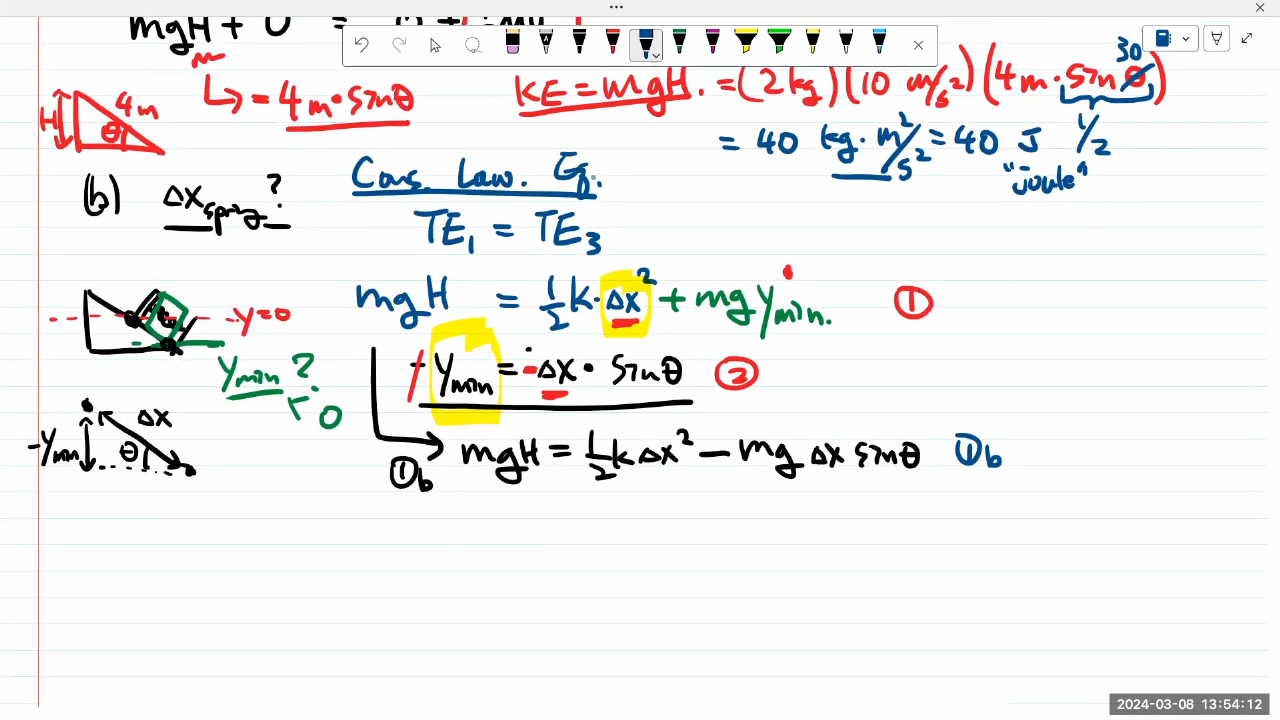 mgH + 0 =
H 4m θ
↳ = 4m·sinθ
KE = mgH. = (2kg)(10 m/s²)(4m·sinθ) 30
= 40 kg·m²/s² = 40 J 1/2
"joule"
(b) ΔXspring?
Cons. Law. Eq.
TE₁ = TE₃
mgH = 1/2 k·Δx² + mg ymin. ①
y=0
ymin? < 0
- ymin = -Δx · sinθ ②
Δx
-ymin θ
①b → mgH = 1/2 kΔx² − mg Δx sinθ ①b
2024-03-08 13:54:12